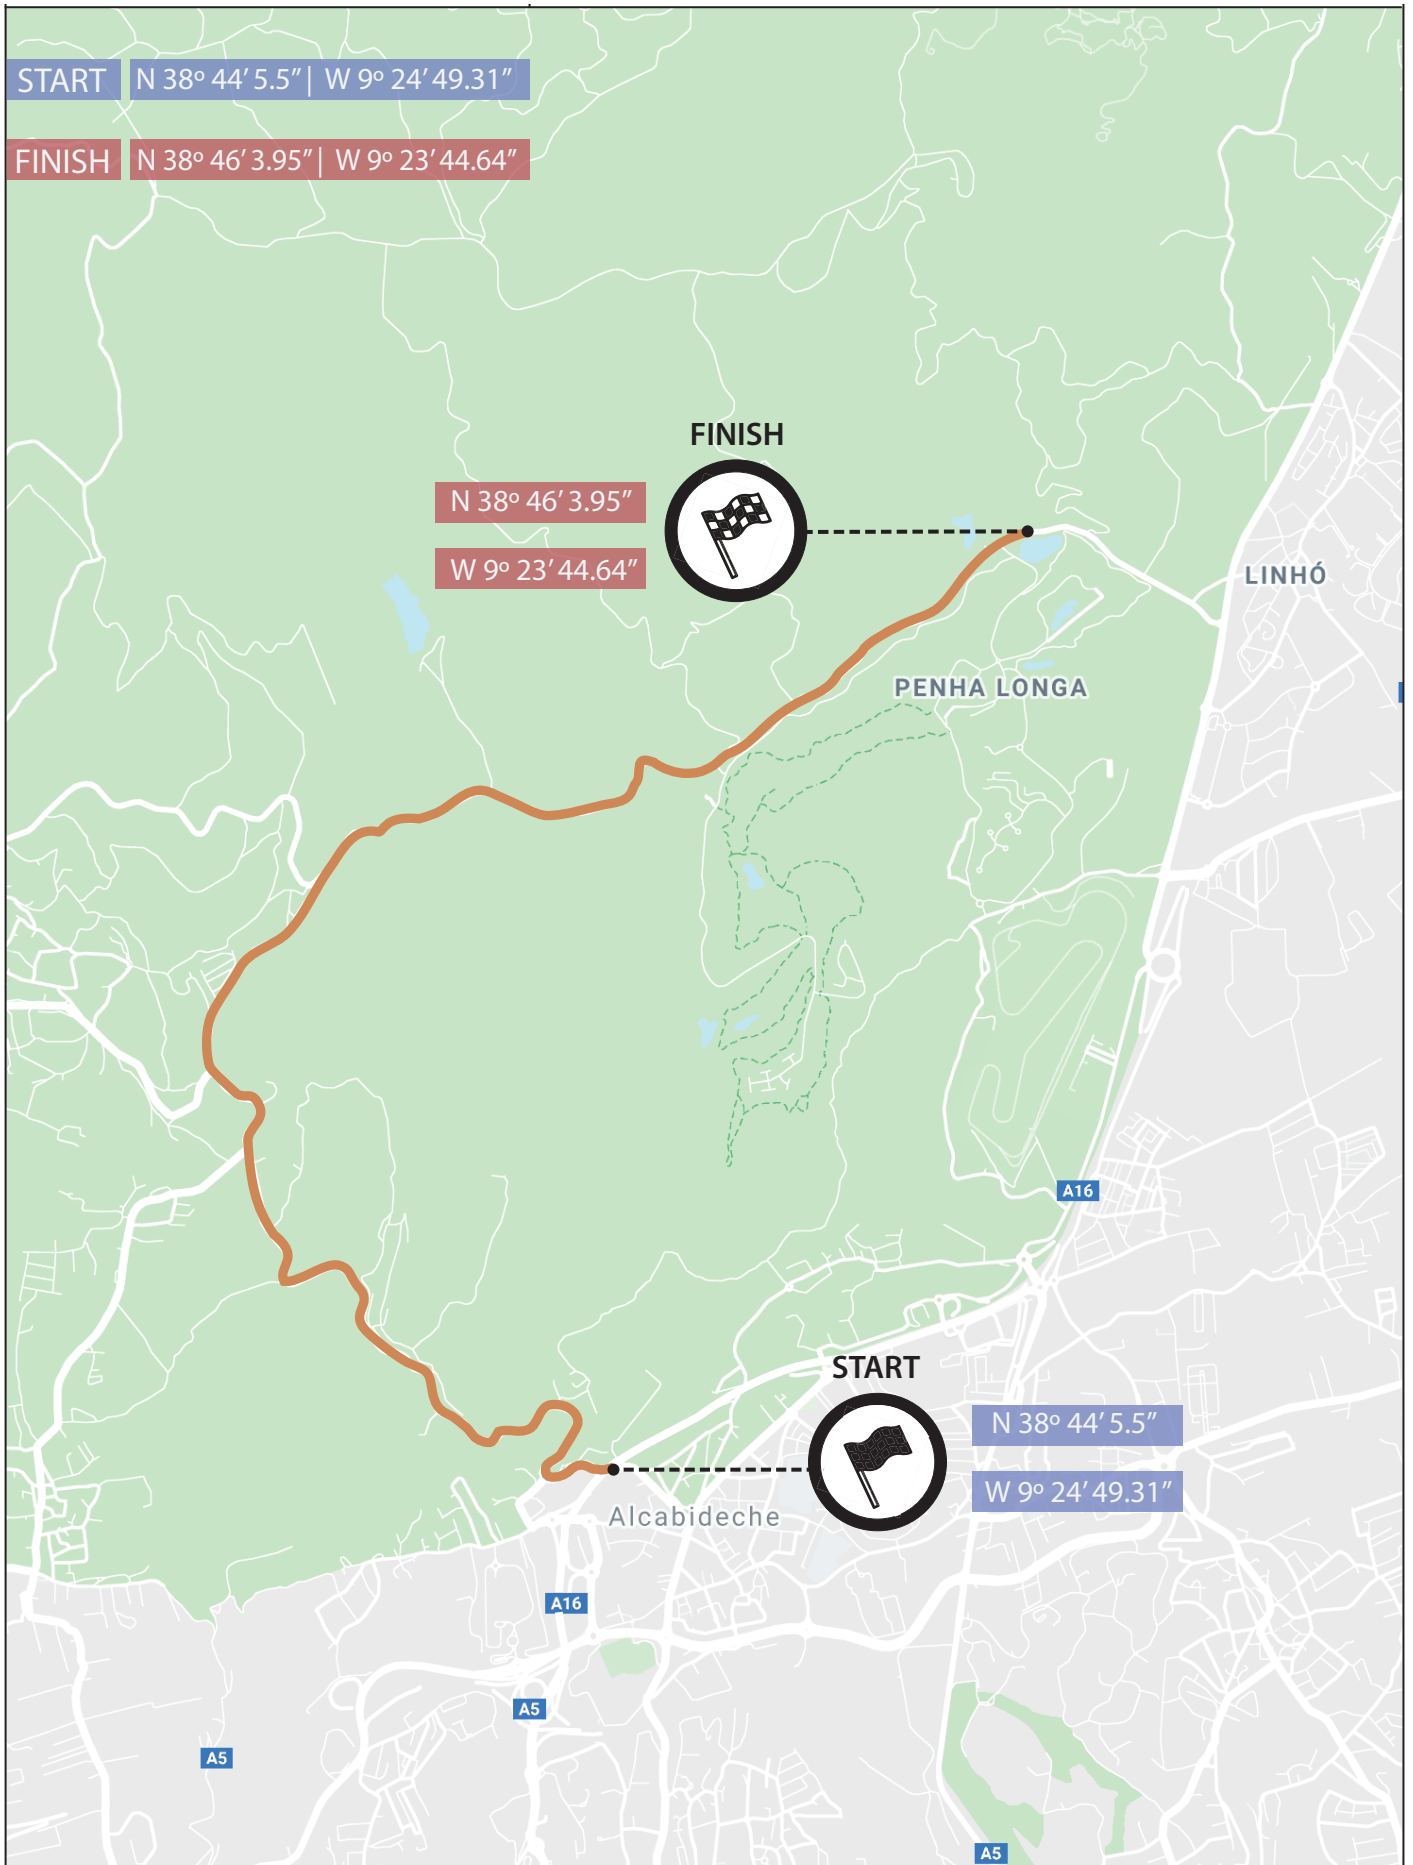 START N 38º 44′ 5.5″ | W 9º 24′ 49.31″
FINISH N 38º 46′ 3.95″ | W 9º 23′ 44.64″
FINISH
N 38º 46′ 3.95″
W 9º 23′ 44.64″
LINHÓ
PENHA LONGA
A16
START
N 38º 44′ 5.5″
W 9º 24′ 49.31″
Alcabideche
A16
A5
A5
A5